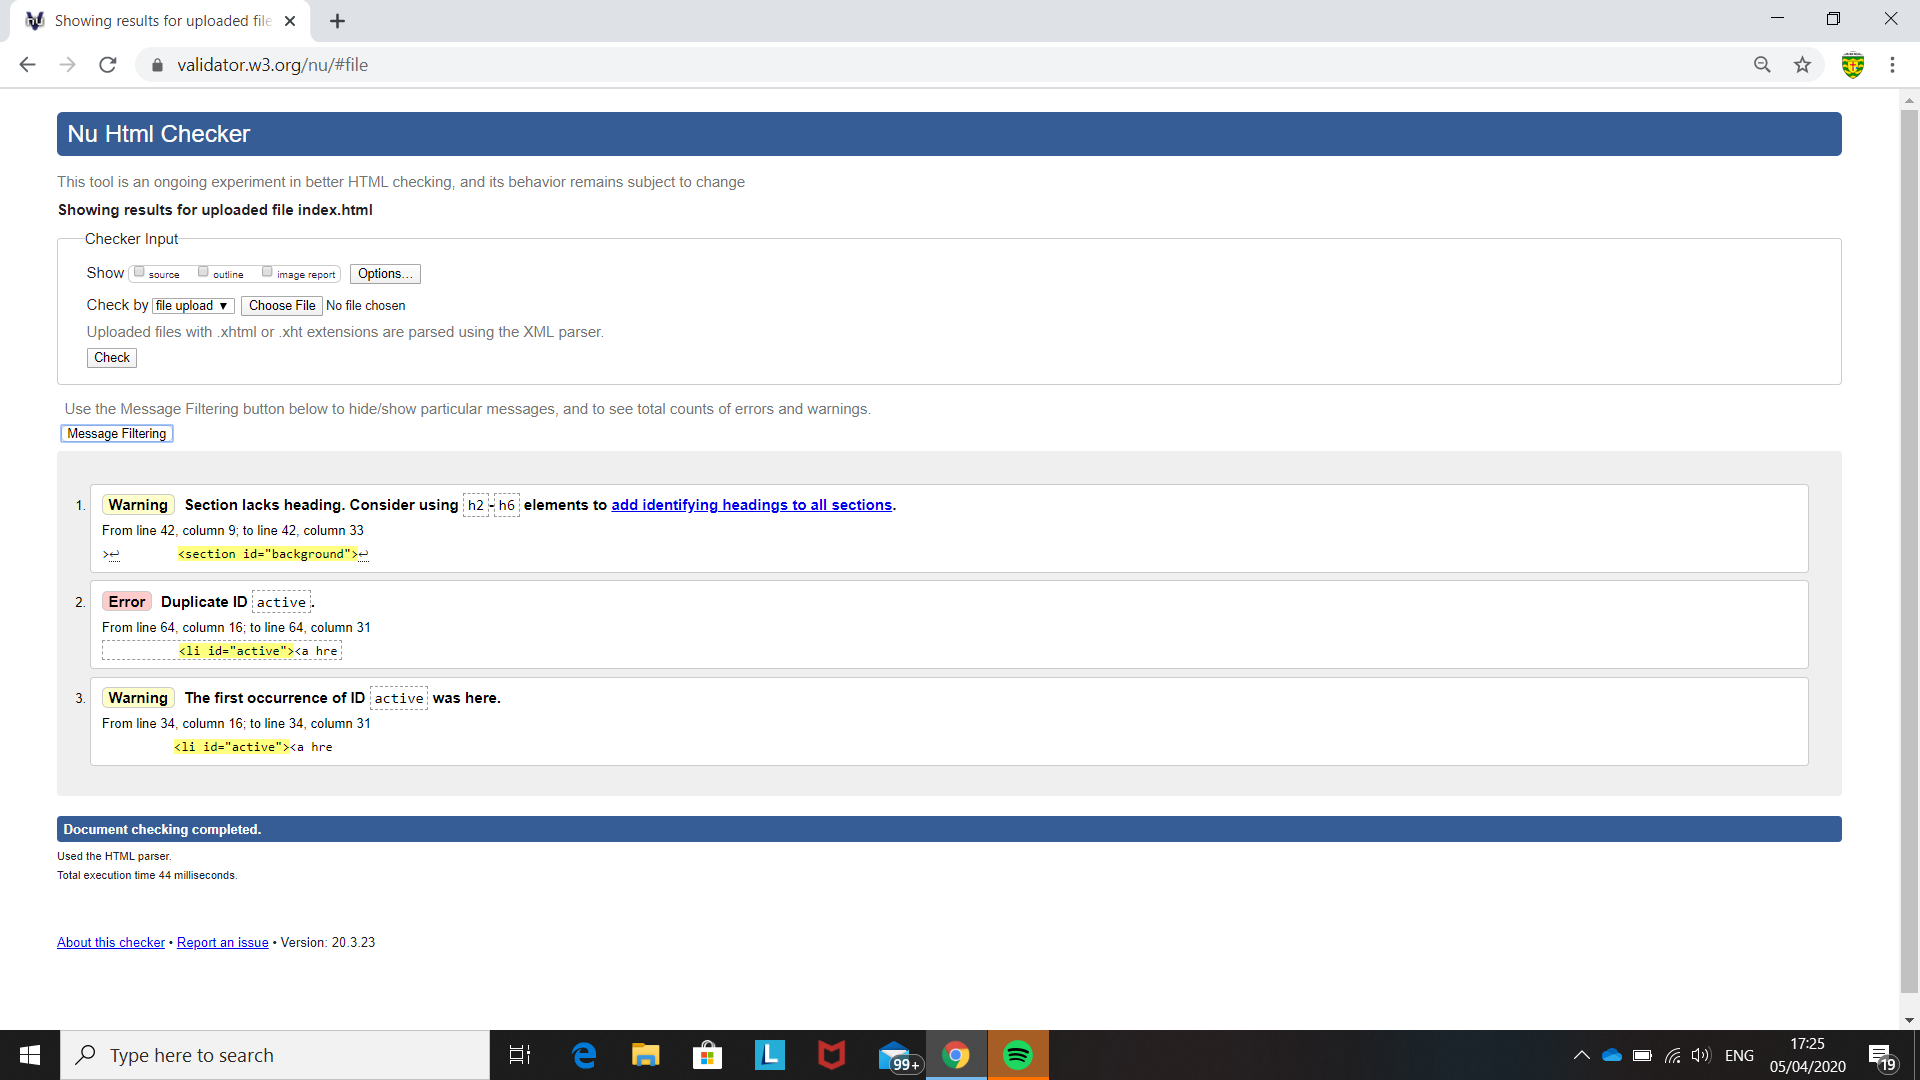 Showing results for uploaded file
validator.w3.org/nu/#file
Nu Html Checker
This tool is an ongoing experiment in better HTML checking, and its behavior remains subject to change
Showing results for uploaded file index.html
Checker Input
Show source outline image report Options...
Check by file upload ▼ Choose File No file chosen
Uploaded files with .xhtml or .xht extensions are parsed using the XML parser.
Check
Use the Message Filtering button below to hide/show particular messages, and to see total counts of errors and warnings.
Message Filtering
1. Warning Section lacks heading. Consider using h2-h6 elements to add identifying headings to all sections.
From line 42, column 9; to line 42, column 33
>↩ <section id="background">↩
2. Error Duplicate ID active.
From line 64, column 16; to line 64, column 31
<li id="active"><a hre
3. Warning The first occurrence of ID active was here.
From line 34, column 16; to line 34, column 31
<li id="active"><a hre
Document checking completed.
Used the HTML parser.
Total execution time 44 milliseconds.
About this checker • Report an issue • Version: 20.3.23
Type here to search
L
99+
ENG
17:25
05/04/2020
19